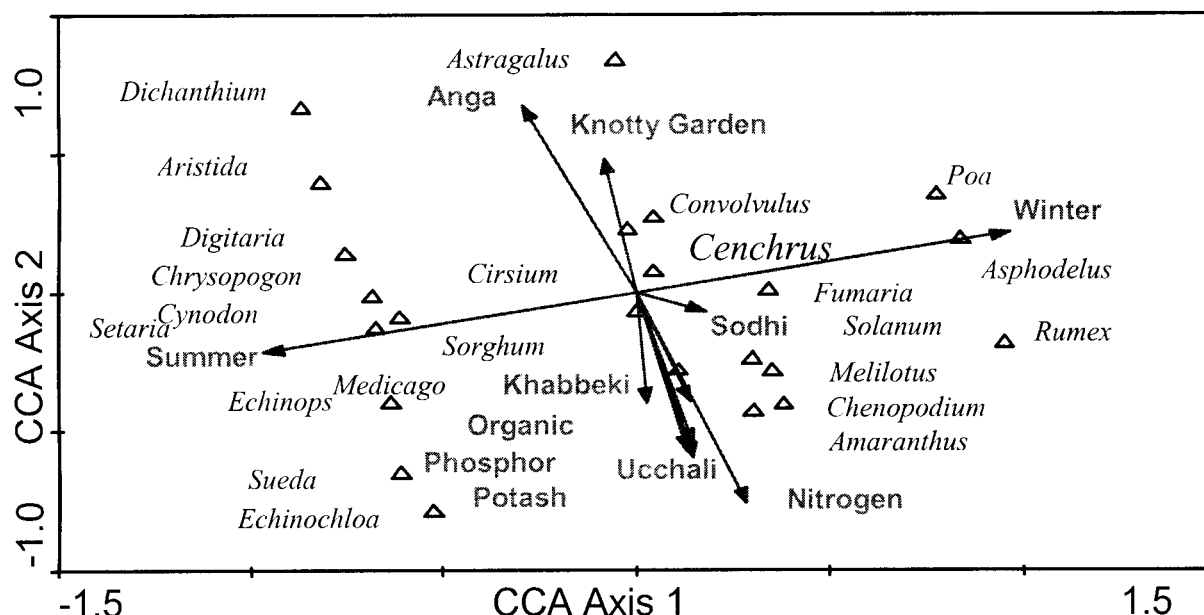 Astragalus
Dichanthium
Anga
Knotty Garden
Aristida
Poa
Convolvulus
Winter
Digitaria
Cenchrus
Chrysopogon
Cirsium
Asphodelus
Cynodon
Fumaria
Setaria
Sodhi
Solanum
Rumex
Summer
Sorghum
Echinops
Medicago
Khabbeki
Melilotus
Organic
Chenopodium
Amaranthus
Phosphor
Ucchali
Sueda
Potash
Nitrogen
Echinochloa
1.0
CCA Axis 2
-1.0
-1.5
CCA Axis 1
1.5